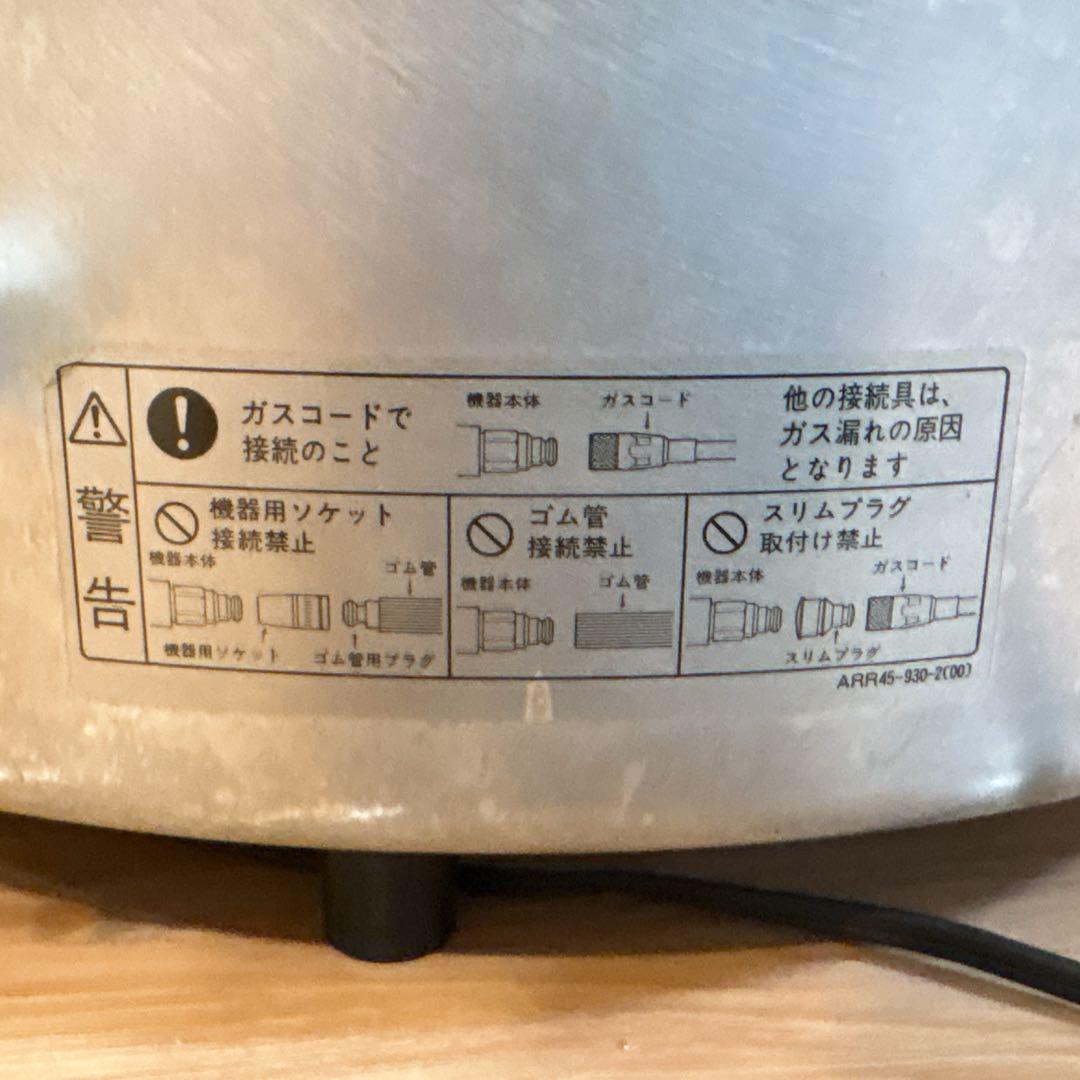 警告
ガスコードで
接続のこと
機器本体
ガスコード
他の接続具は、
ガス漏れの原因
となります
機器用ソケット
接続禁止
機器本体
ゴム管
機器用ソケット
ゴム管用プラグ
ゴム管
接続禁止
機器本体
ゴム管
スリムプラグ
取付け禁止
機器本体
ガスコード
スリムプラグ
ARR45-930-2(00)